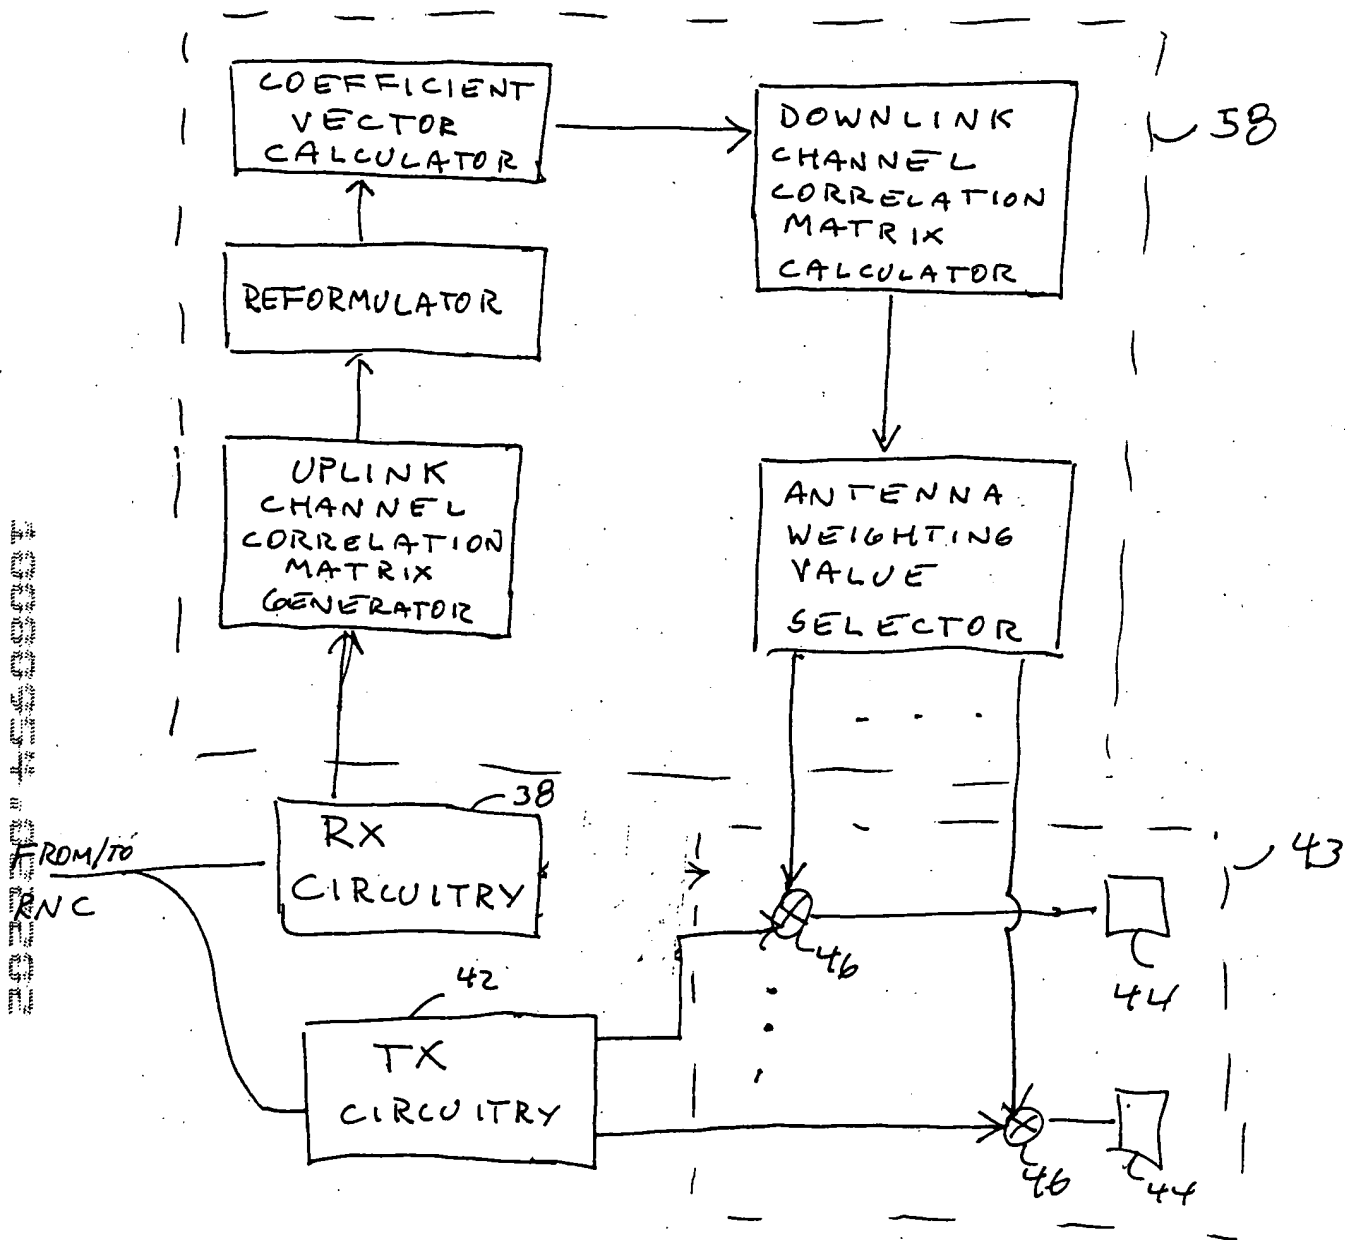 COEFFICIENT
VECTOR
CALCULATOR
DOWNLINK
CHANNEL
CORRELATION
MATRIX
CALCULATOR
58
REFORMULATOR
UPLINK
CHANNEL
CORRELATION
MATRIX
GENERATOR
ANTENNA
WEIGHTING
VALUE
SELECTOR
38
RX
CIRCUITRY
FROM/TO
RNC
43
46
44
42
TX
CIRCUITRY
46
44